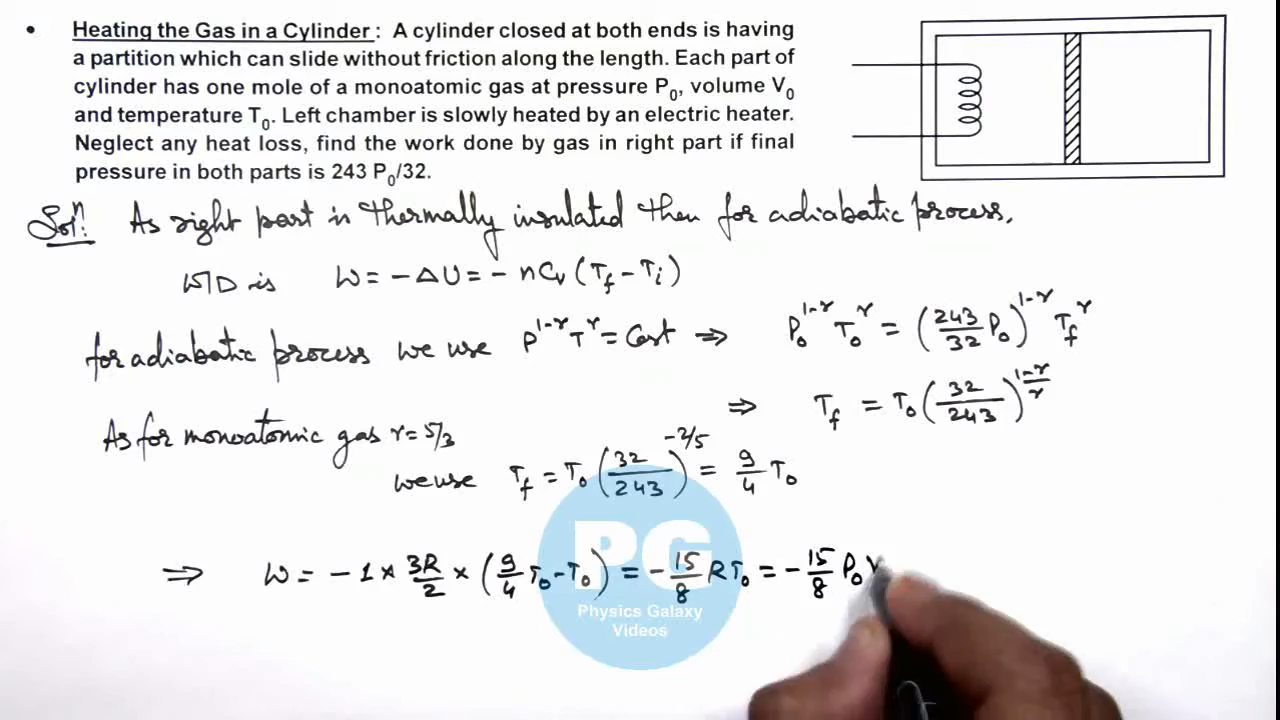 • Heating the Gas in a Cylinder : A cylinder closed at both ends is having
a partition which can slide without friction along the length. Each part of
cylinder has one mole of a monoatomic gas at pressure P₀, volume V₀
and temperature T₀. Left chamber is slowly heated by an electric heater.
Neglect any heat loss, find the work done by gas in right part if final
pressure in both parts is 243 P₀/32.
Solⁿ: As right part is thermally insulated then for adiabatic process,
W/D is W = - ΔU = - nCᵥ (T_f - T_i)
for adiabatic process we use P^(1-γ) T^γ = Cost ⇒ P₀^(1-γ) T₀^γ = (243/32 P₀)^(1-γ) T_f^γ
⇒ T_f = T₀ (32/243)^((1-γ)/γ)
As for monoatomic gas γ = 5/3
we use T_f = T₀ (32/243)^(-2/5) = 9/4 T₀
⇒ W = - 1 × 3R/2 × (9/4 T₀ - T₀) = - 15/8 RT₀ = - 15/8 P₀V
PG
Physics Galaxy
Videos